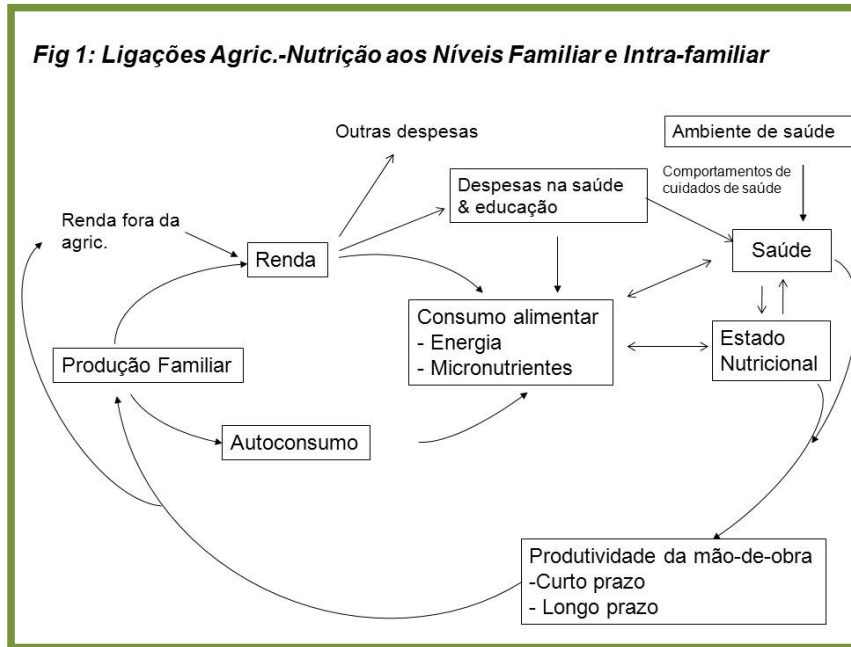 Fig 1: Ligações Agric.-Nutrição aos Níveis Familiar e Intra-familiar
Outras despesas
Ambiente de saúde
Despesas na saúde
& educação
Comportamentos de
cuidados de saúde
Renda fora da
agric.
Renda
Saúde
Consumo alimentar
- Energia
- Micronutrientes
Estado
Nutricional
Produção Familiar
Autoconsumo
Produtividade da mão-de-obra
-Curto prazo
- Longo prazo